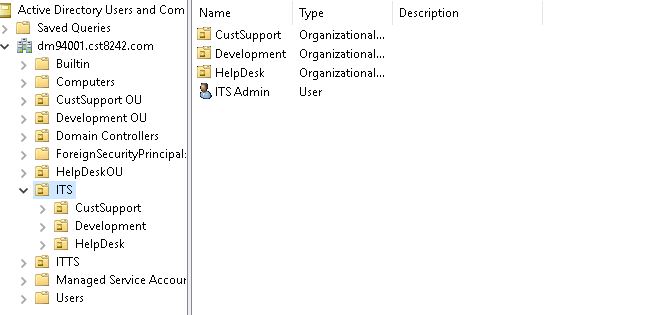 Active Directory Users and Com
Saved Queries
dm94001.cst8242.com
Builtin
Computers
CustSupport OU
Development OU
Domain Controllers
ForeignSecurityPrincipals
HelpDeskOU
ITS
CustSupport
Development
HelpDesk
ITTS
Managed Service Accour
Users
Name Type Description
CustSupport Organizational...
Development Organizational...
HelpDesk Organizational...
ITS Admin User